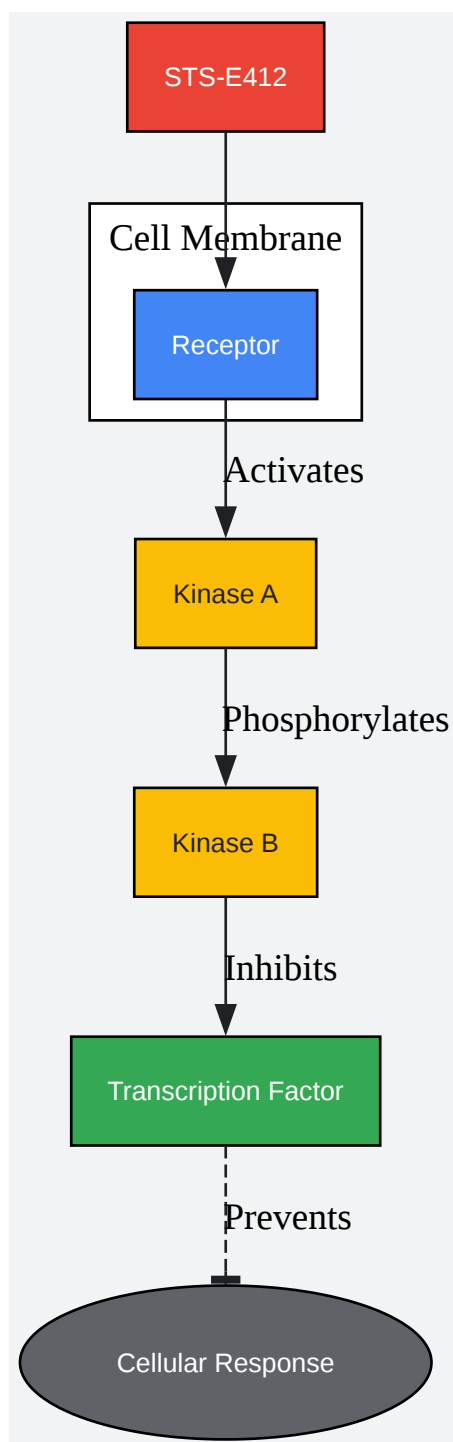 STS-E412
Cell Membrane
Receptor
Activates
Kinase A
Phosphorylates
Kinase B
Inhibits
Transcription Factor
Prevents
Cellular Response